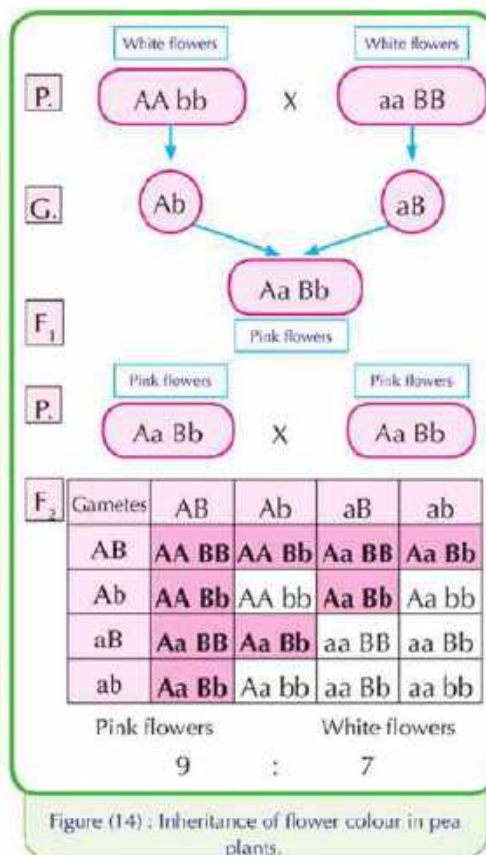 White flowers White flowers
P. AA bb X aa BB
G. Ab aB
Aa Bb
F₁ Pink flowers
Pink flowers Pink flowers
P. Aa Bb X Aa Bb
F₂ Gametes AB Ab aB ab
AB AA BB AA Bb Aa BB Aa Bb
Ab AA Bb AA bb Aa Bb Aa bb
aB Aa BB Aa Bb aa BB aa Bb
ab Aa Bb Aa bb aa Bb aa bb
Pink flowers White flowers
9 : 7
Figure (14) : Inheritance of flower colour in pea
plants.